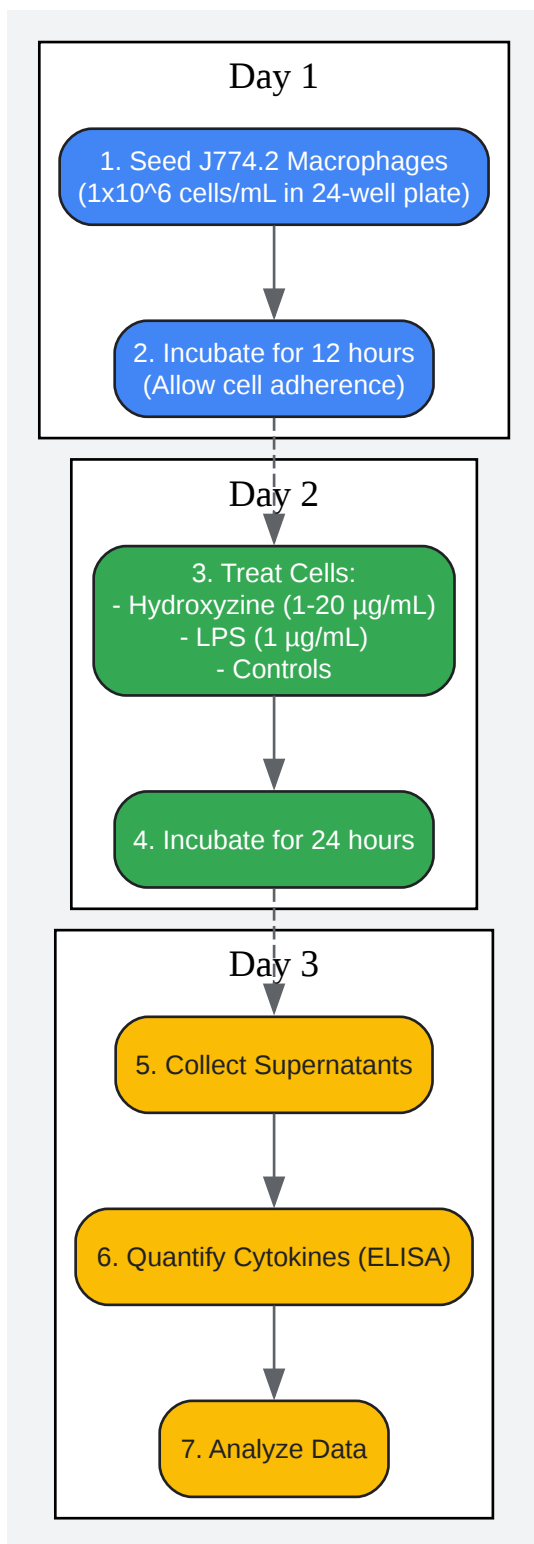 Day 1
1. Seed J774.2 Macrophages
(1x10^6 cells/mL in 24-well plate)
2. Incubate for 12 hours
(Allow cell adherence)
Day 2
3. Treat Cells:
- Hydroxyzine (1-20 µg/mL)
- LPS (1 µg/mL)
- Controls
4. Incubate for 24 hours
Day 3
5. Collect Supernatants
6. Quantify Cytokines (ELISA)
7. Analyze Data